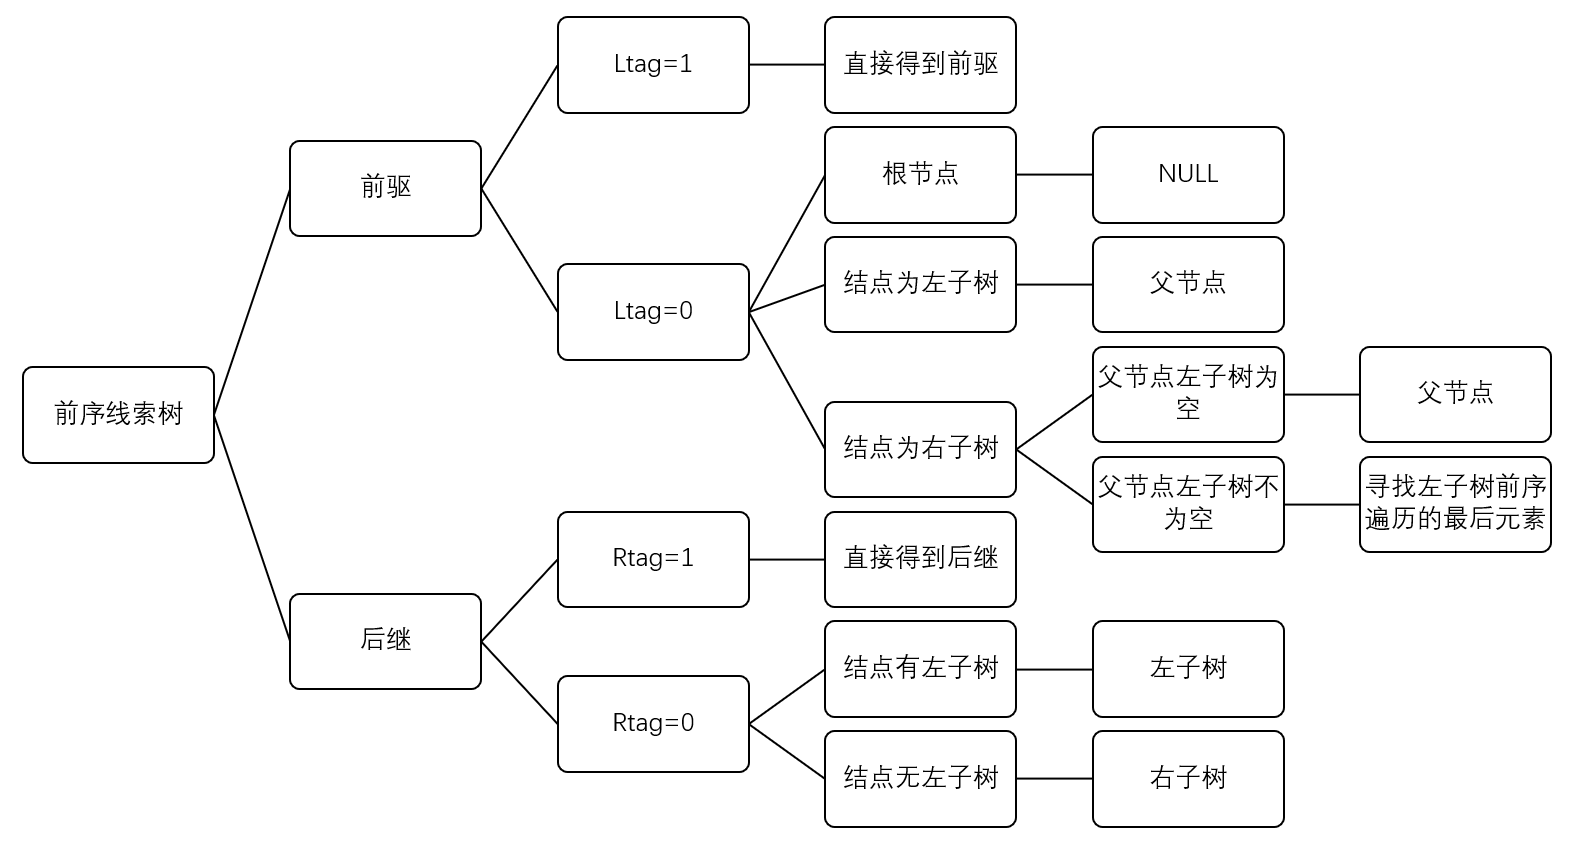 前序线索树
前驱
Ltag=1
直接得到前驱
Ltag=0
根节点
NULL
结点为左子树
父节点
结点为右子树
父节点左子树为
空
父节点
父节点左子树不
为空
寻找左子树前序
遍历的最后元素
后继
Rtag=1
直接得到后继
Rtag=0
结点有左子树
左子树
结点无左子树
右子树